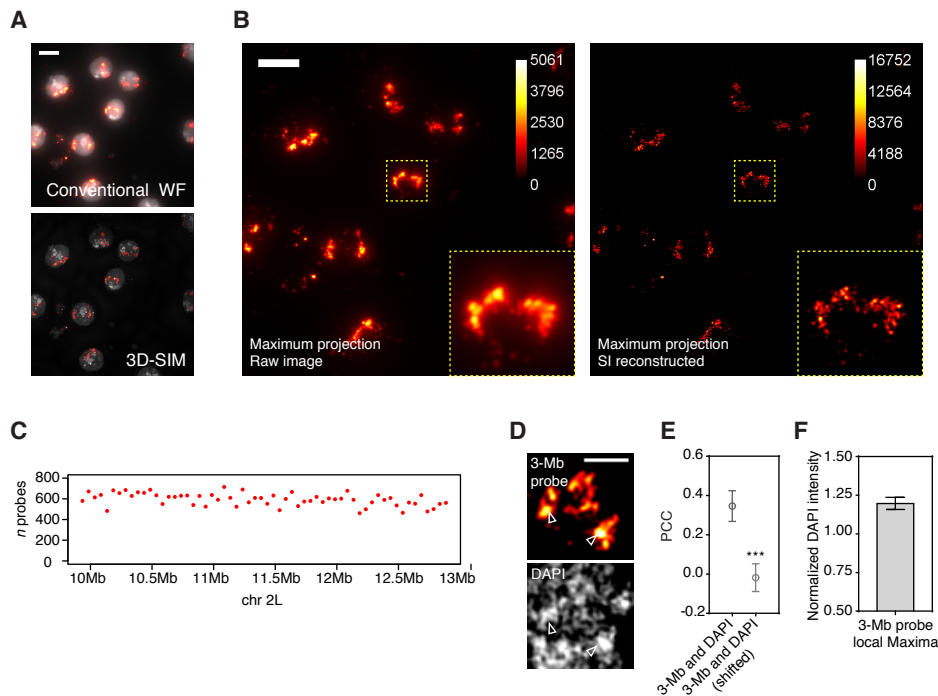 A
B
Conventional WF
3D-SIM
5061
3796
2530
1265
0
Maximum projection
Raw image
16752
12564
8376
4188
0
Maximum projection
SI reconstructed
C
n probes
800
600
400
200
0
10Mb
10.5Mb
11Mb
11.5Mb
12Mb
12.5Mb
13Mb
chr 2L
D
3-Mb
probe
DAPI
E
PCC
0.6
0.4
0.2
0.0
-0.2
***
3-Mb and DAPI
3-Mb and DAPI
(shifted)
F
Normalized DAPI intensity
1.50
1.25
1.00
0.75
0.50
3-Mb probe
local Maxima